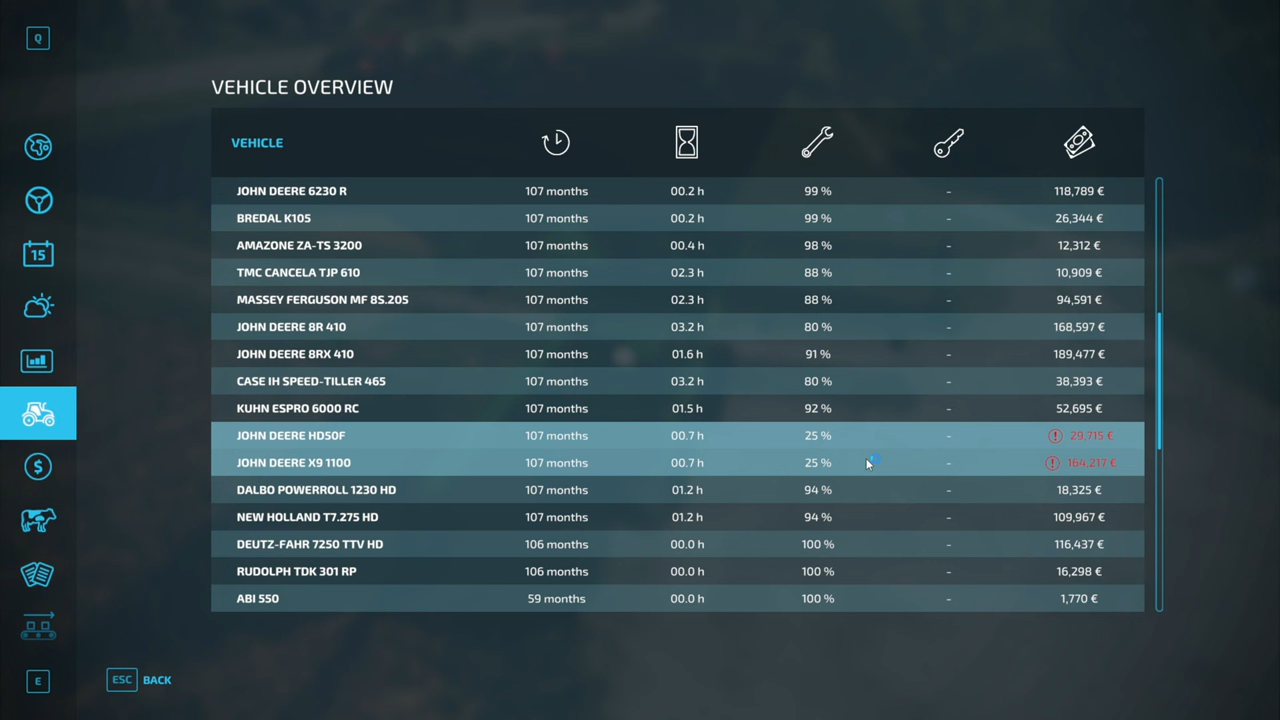 Q
VEHICLE OVERVIEW
VEHICLE
JOHN DEERE 6230 R 107 months 00.2 h 99 % - 118,789 €
BREDAL K105 107 months 00.2 h 99 % - 26,344 €
AMAZONE ZA-TS 3200 107 months 00.4 h 98 % - 12,312 €
TMC CANCELA TJP 610 107 months 02.3 h 88 % - 10,909 €
MASSEY FERGUSON MF 8S.205 107 months 02.3 h 88 % - 94,591 €
JOHN DEERE 8R 410 107 months 03.2 h 80 % - 168,597 €
JOHN DEERE 8RX 410 107 months 01.6 h 91 % - 189,477 €
CASE IH SPEED-TILLER 465 107 months 03.2 h 80 % - 38,393 €
KUHN ESPRO 6000 RC 107 months 01.5 h 92 % - 52,695 €
JOHN DEERE HD50F 107 months 00.7 h 25 % - 29,715 €
JOHN DEERE X9 1100 107 months 00.7 h 25 % - 164,217 €
DALBO POWERROLL 1230 HD 107 months 01.2 h 94 % - 18,325 €
NEW HOLLAND T7.275 HD 107 months 01.2 h 94 % - 109,967 €
DEUTZ-FAHR 7250 TTV HD 106 months 00.0 h 100 % - 116,437 €
RUDOLPH TDK 301 RP 106 months 00.0 h 100 % - 16,298 €
ABI 550 59 months 00.0 h 100 % - 1,770 €
15
$
E
ESC BACK